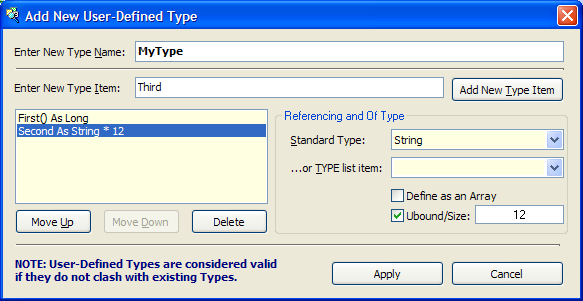 Add New User-Defined Type
Enter New Type Name: MyType
Enter New Type Item: Third Add New Type Item
First() As Long
Second As String * 12
Referencing and Of Type
Standard Type: String
...or TYPE list item:
Define as an Array
Ubound/Size: 12
Move Up Move Down Delete
NOTE: User-Defined Types are considered valid
if they do not clash with existing Types.
Apply Cancel